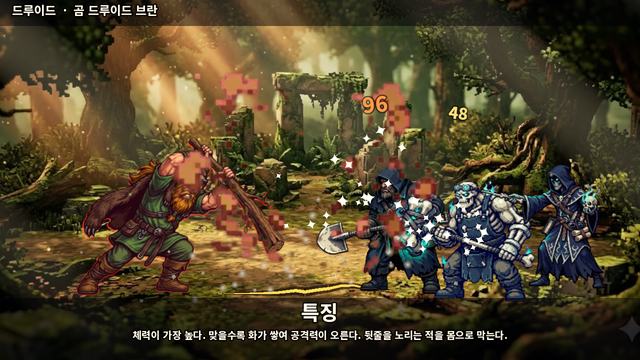 드루이드 · 곰 드루이드 브란
96
48
특징
체력이 가장 높다. 맞을수록 화가 쌓여 공격력이 오른다. 뒷줄을 노리는 적을 몸으로 막는다.